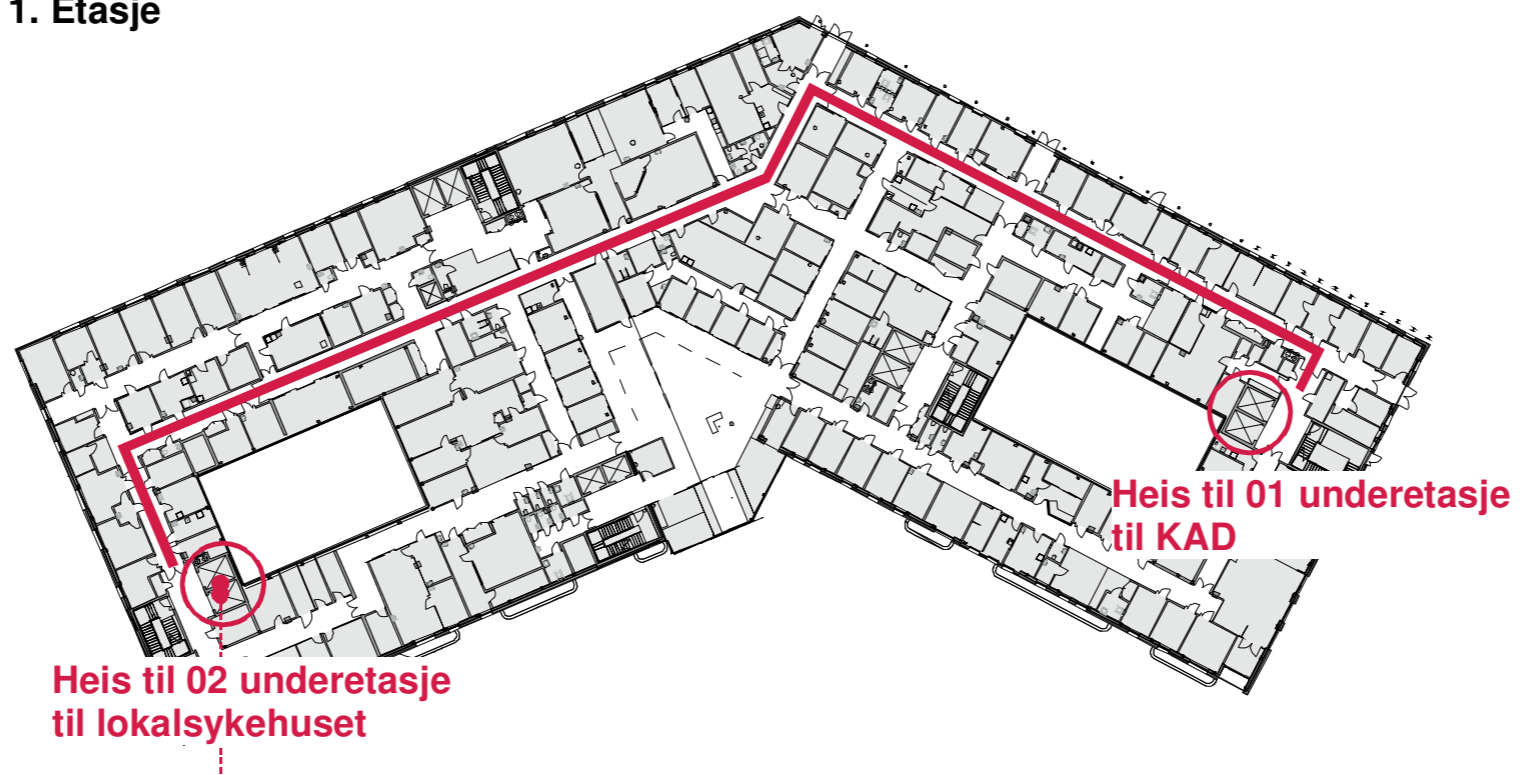 1. Etasje
Heis til 01 underetasje
til KAD
Heis til 02 underetasje
til lokalsykehuset